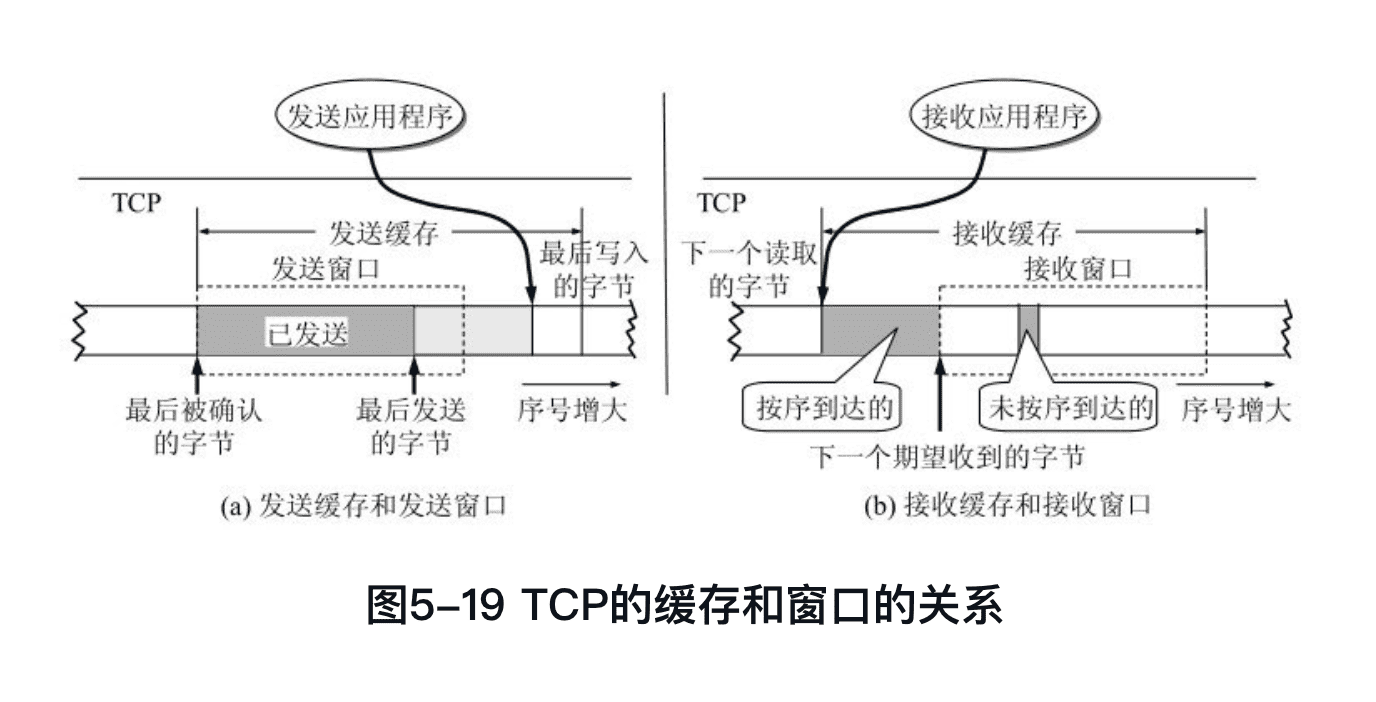 发送应用程序
TCP
发送缓存
发送窗口
最后写入
的字节
已发送
最后被确认
的字节
最后发送
的字节
序号增大
(a) 发送缓存和发送窗口
接收应用程序
TCP
接收缓存
下一个读取
的字节
接收窗口
按序到达的
未按序到达的
序号增大
下一个期望收到的字节
(b) 接收缓存和接收窗口
图5-19 TCP的缓存和窗口的关系